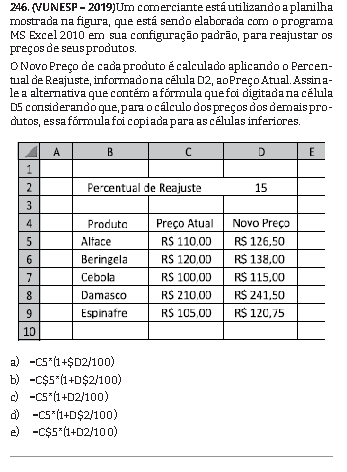 246. (VUNESP – 2019)Um comerciante está utilizando a planilha
mostrada na figura, que está sendo elaborada com o programa
MS Excel 2010 em sua configuração padrão, para reajustar os
preços de seus produtos.
O Novo Preço de cada produto é calculado aplicando o Percen-
tual de Reajuste, informado na célula D2, ao Preço Atual. Assina-
le a alternativa que contém a fórmula que foi digitada na célula
D5 considerando que, para o cálculo dos preços dos demais pro-
dutos, essa fórmula foi copiada para as células inferiores.
A B C D E
1
2 Percentual de Reajuste 15
3
4 Produto Preço Atual Novo Preço
5 Alface R$ 110,00 R$ 126,50
6 Beringela R$ 120,00 R$ 138,00
7 Cebola R$ 100,00 R$ 115,00
8 Damasco R$ 210,00 R$ 241,50
9 Espinafre R$ 105,00 R$ 120,75
10
a) =C5*(1+$D2/100)
b) =C$5*(1+D$2/100)
c) =C5*(1+D2/100)
d) =C5*(1+D$2/100)
e) =C$5*(1+D2/100)